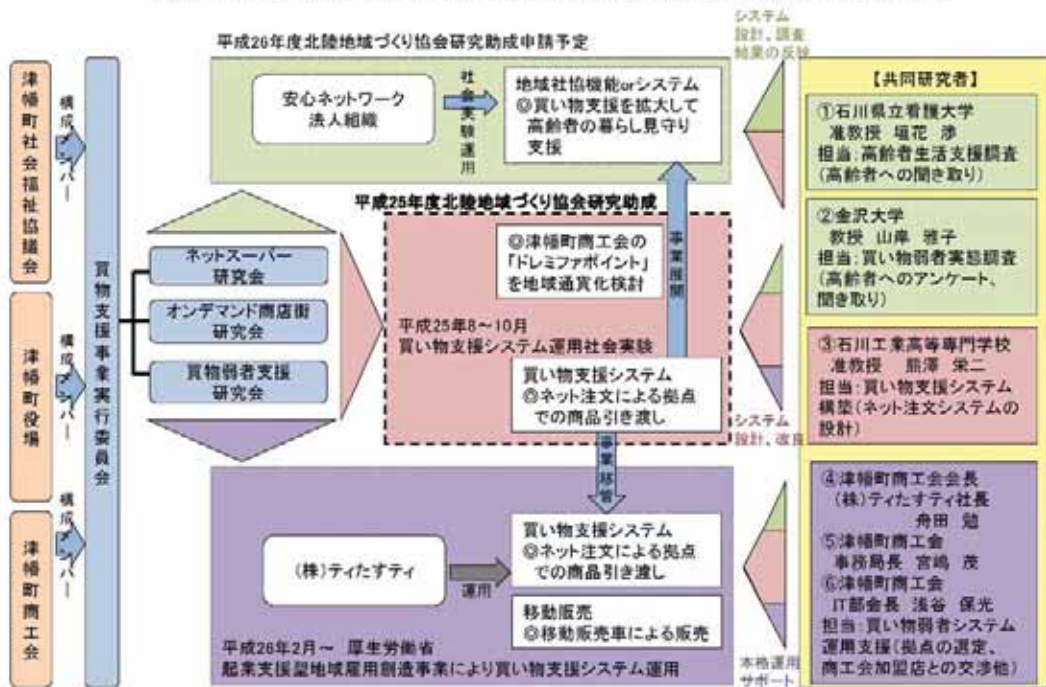 平成26年度北陸地域づくり協会研究助成申請予定
システム
設計、調査
結果の反映
津幡町社会福祉協議会
津幡町役場
津幡町商工会
構成メンバー
構成メンバー
買物支援事業実行委員会
安心ネットワーク
法人組織
社会実験運用
地域社協機能orシステム
◎買い物支援を拡大して
高齢者の暮らし見守り
支援
平成25年度北陸地域づくり協会研究助成
ネットスーパー
研究会
オンデマンド商店街
研究会
買物弱者支援
研究会
◎津幡町商工会の
「ドレミファポイント」
を地域通貨化検討
事業展開
平成25年8～10月
買い物支援システム運用社会実験
買い物支援システム
◎ネット注文による拠点
での商品引き渡し
システム
設計、改良
事業移管
(株)ティたすティ
運用
買い物支援システム
◎ネット注文による拠点
での商品引き渡し
移動販売
◎移動販売車による販売
平成26年2月～ 厚生労働省
起業支援型地域雇用創造事業により買い物支援システム運用
本格運用
サポート
【共同研究者】
①石川県立看護大学
准教授 垣花 渉
担当:高齢者生活支援調査
(高齢者への聞き取り)
②金沢大学
教授 山岸 雅子
担当:買い物弱者実態調査
(高齢者へのアンケート、
聞き取り)
③石川工業高等専門学校
准教授 熊澤 栄二
担当:買い物支援システム
構築(ネット注文システムの
設計)
④津幡町商工会会長
(株)ティたすティ社長
舟田 勉
⑤津幡町商工会
事務局長 宮嶋 茂
⑥津幡町商工会
IT部会長 浅谷 保光
担当:買い物弱者システム
運用支援(拠点の選定、
商工会加盟店との交渉他)